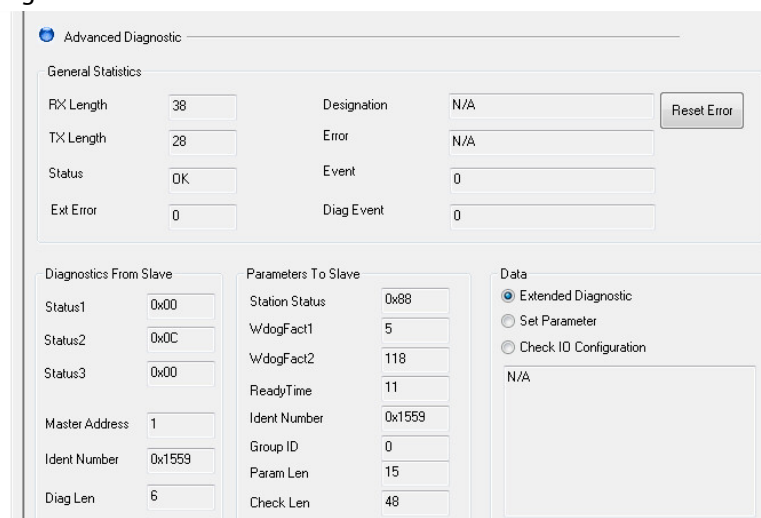 Advanced Diagnostic
General Statistics
RX Length 38 Designation N/A Reset Error
TX Length 28 Error N/A
Status OK Event 0
Ext Error 0 Diag Event 0
Diagnostics From Slave
Status1 0x00
Status2 0x0C
Status3 0x00
Master Address 1
Ident Number 0x1559
Diag Len 6
Parameters To Slave
Station Status 0x88
WdogFact1 5
WdogFact2 118
ReadyTime 11
Ident Number 0x1559
Group ID 0
Param Len 15
Check Len 48
Data
Extended Diagnostic
Set Parameter
Check IO Configuration
N/A